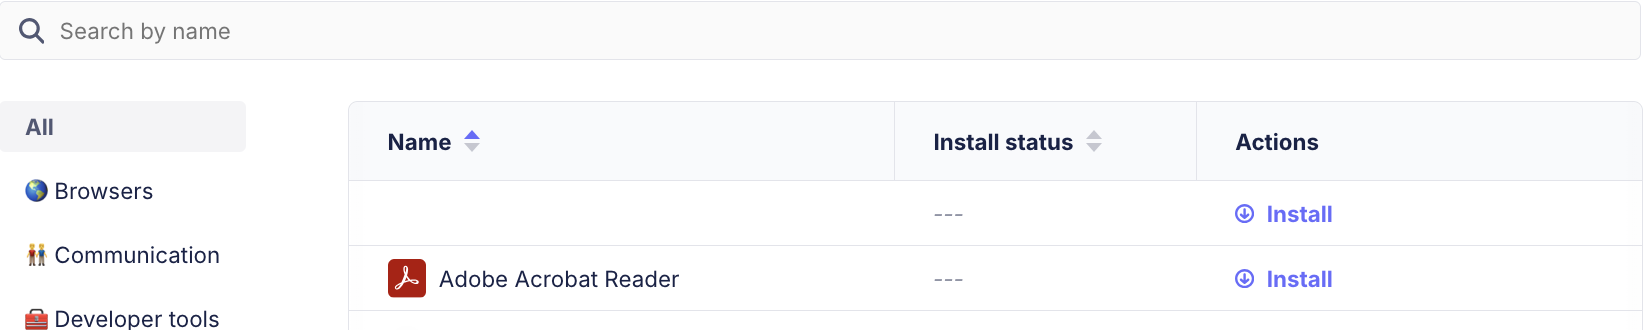 Search by name
All
Browsers
Communication
Developer tools
Name Install status Actions
--- Install
Adobe Acrobat Reader --- Install